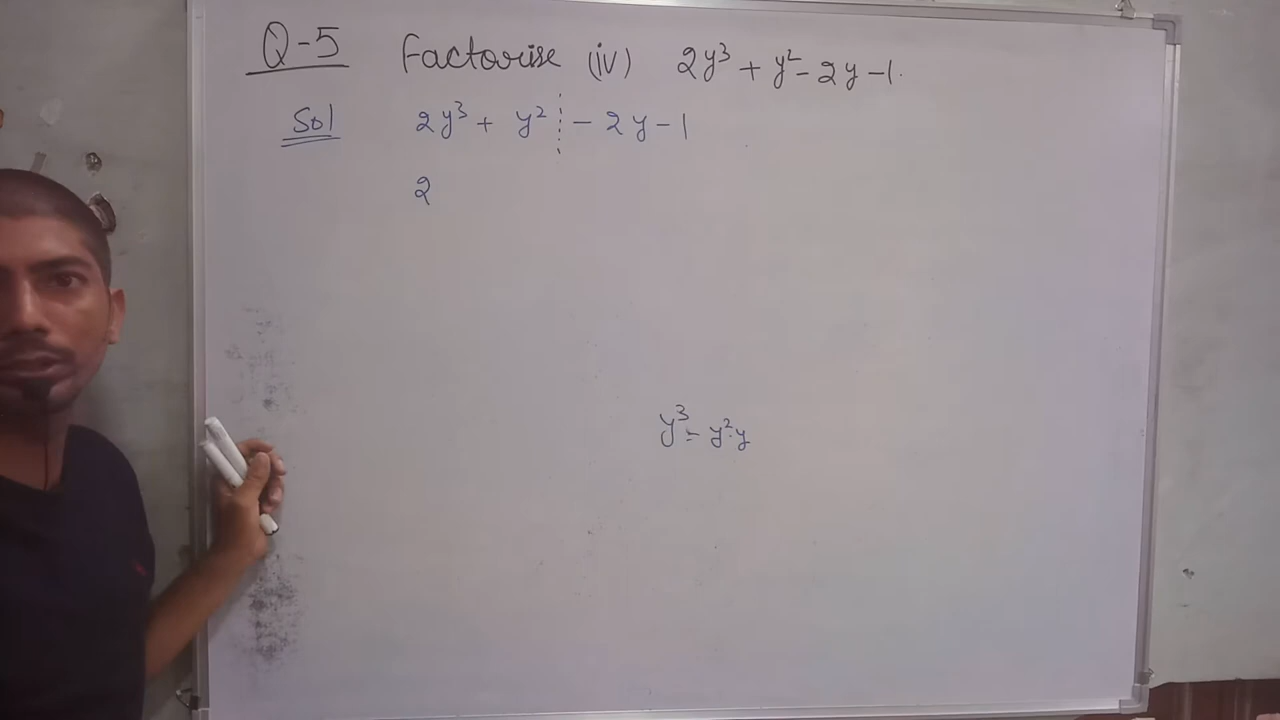 Q-5 Factorise (iv) 2y³ + y² - 2y - 1.
Sol 2y³ + y² - 2y - 1
2
y³ = y²·y